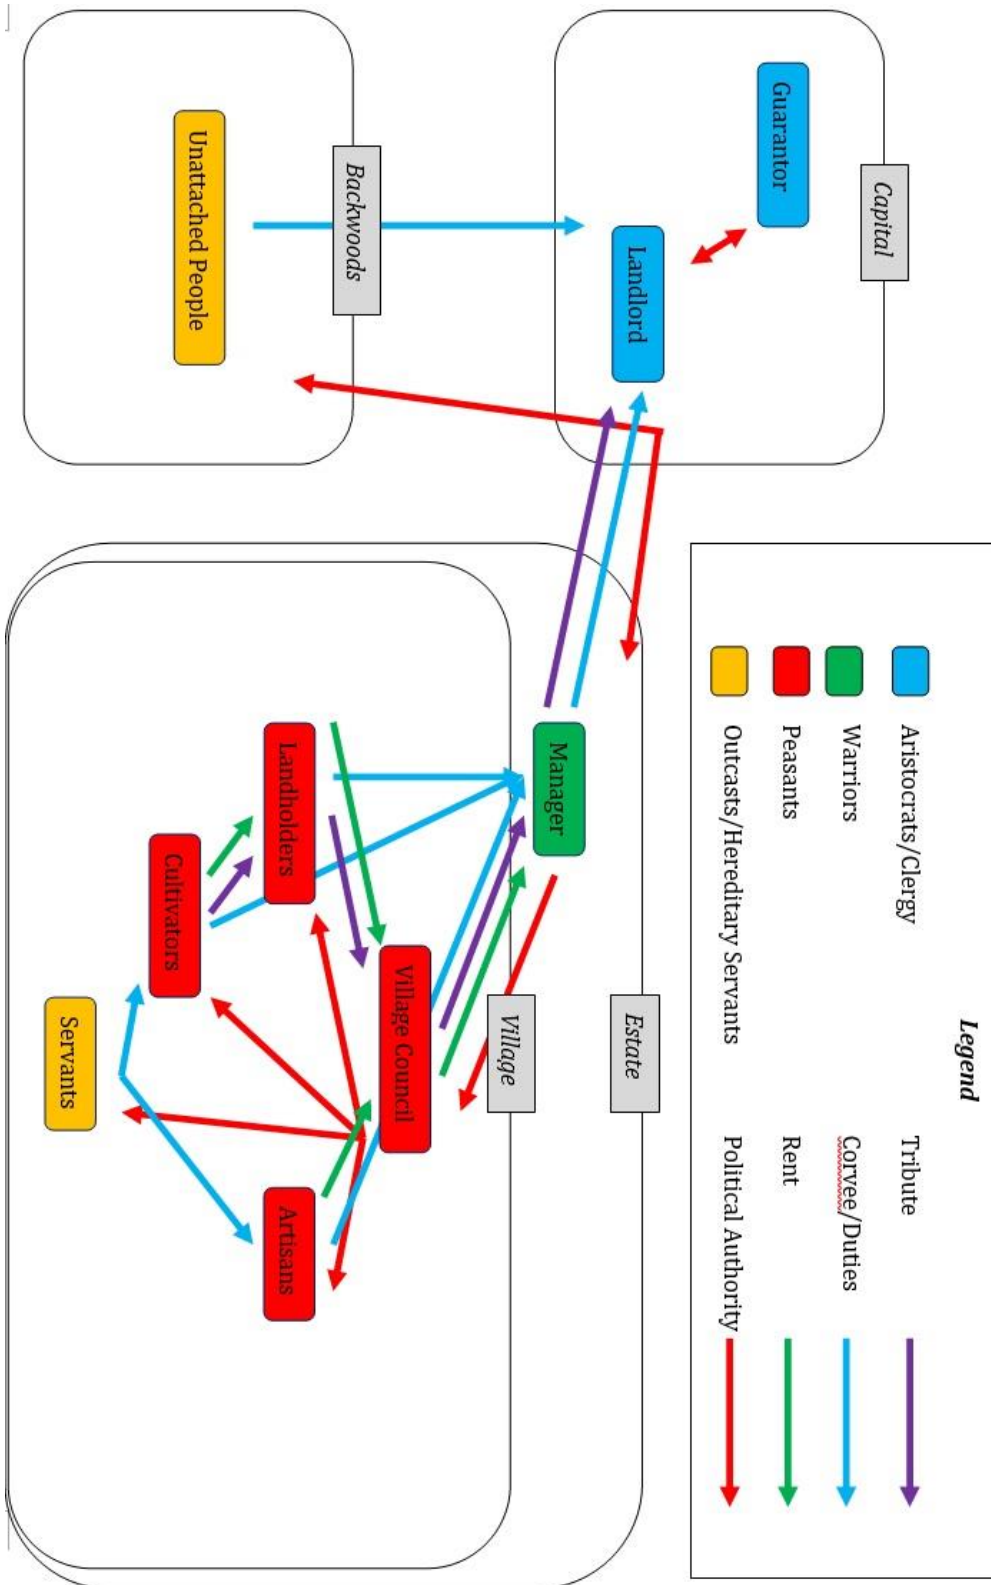 Capital
Guarantor
Landlord
Backwoods
Unattached People
Legend
Aristocrats/Clergy
Warriors
Peasants
Outcasts/Hereditary Servants
Tribute
Corvee/Duties
Rent
Political Authority
Estate
Manager
Village
Village Council
Landholders
Artisans
Cultivators
Servants